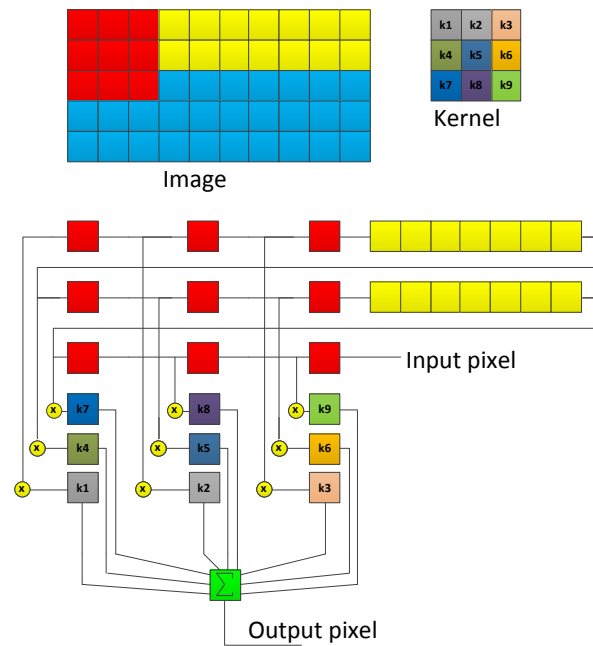 k1 k2 k3
k4 k5 k6
k7 k8 k9
Kernel
Image
Input pixel
x k7 x k8 x k9
x k4 x k5 x k6
x k1 x k2 x k3
Σ
Output pixel